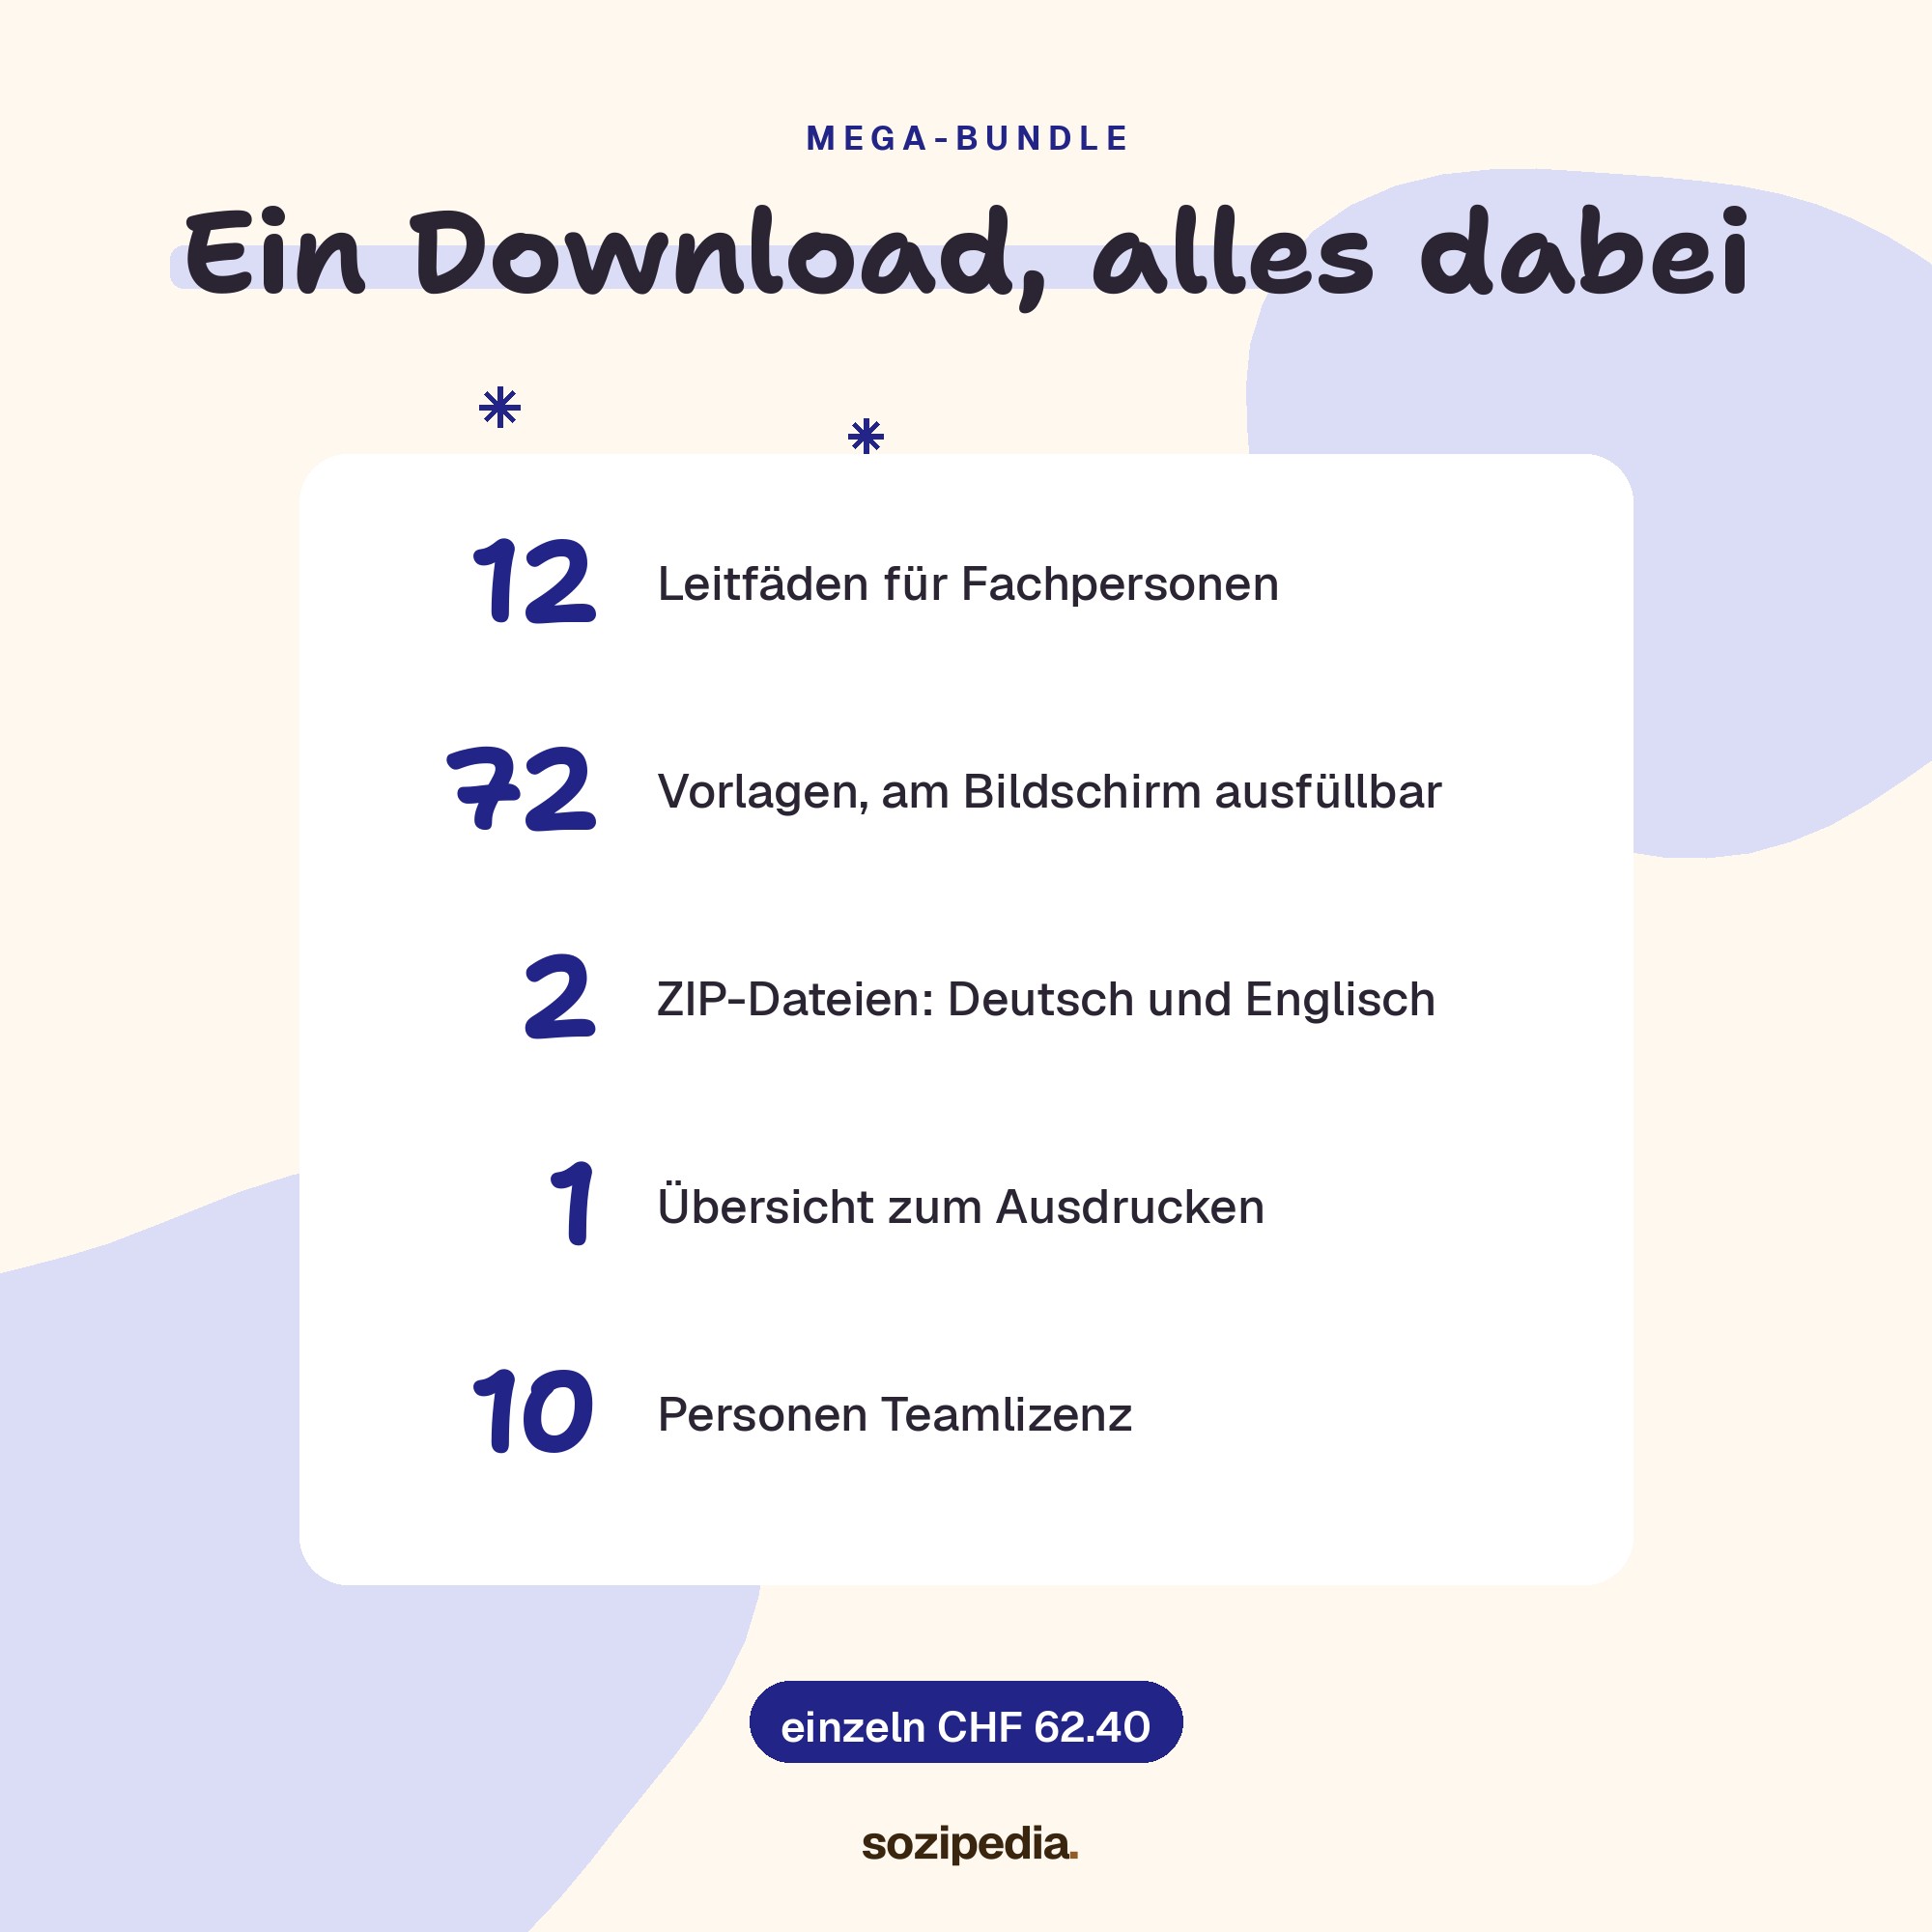 MEGA-BUNDLE
Ein Download, alles dabei
12 Leitfäden für Fachpersonen
72 Vorlagen, am Bildschirm ausfüllbar
2 ZIP-Dateien: Deutsch und Englisch
1 Übersicht zum Ausdrucken
10 Personen Teamlizenz
einzeln CHF 62.40
sozipedia.